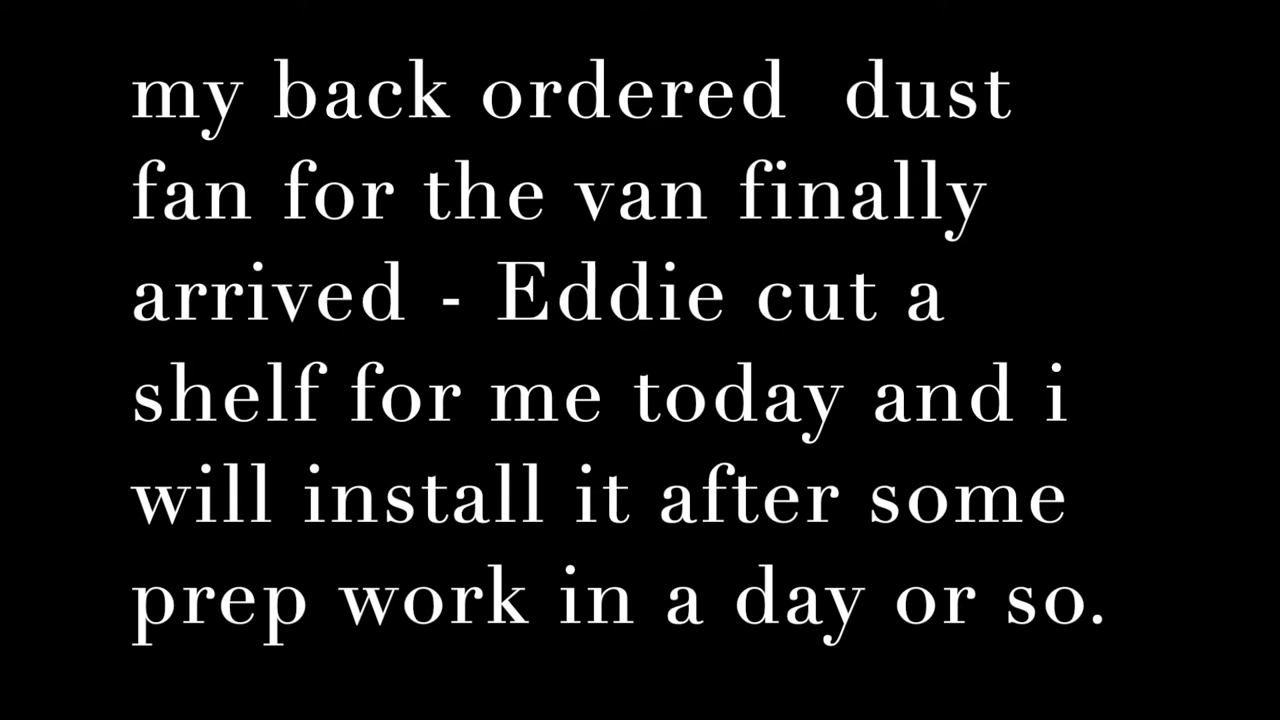 my back ordered  dust
fan for the van finally
arrived - Eddie cut a
shelf for me today and i
will install it after some
prep work in a day or so.